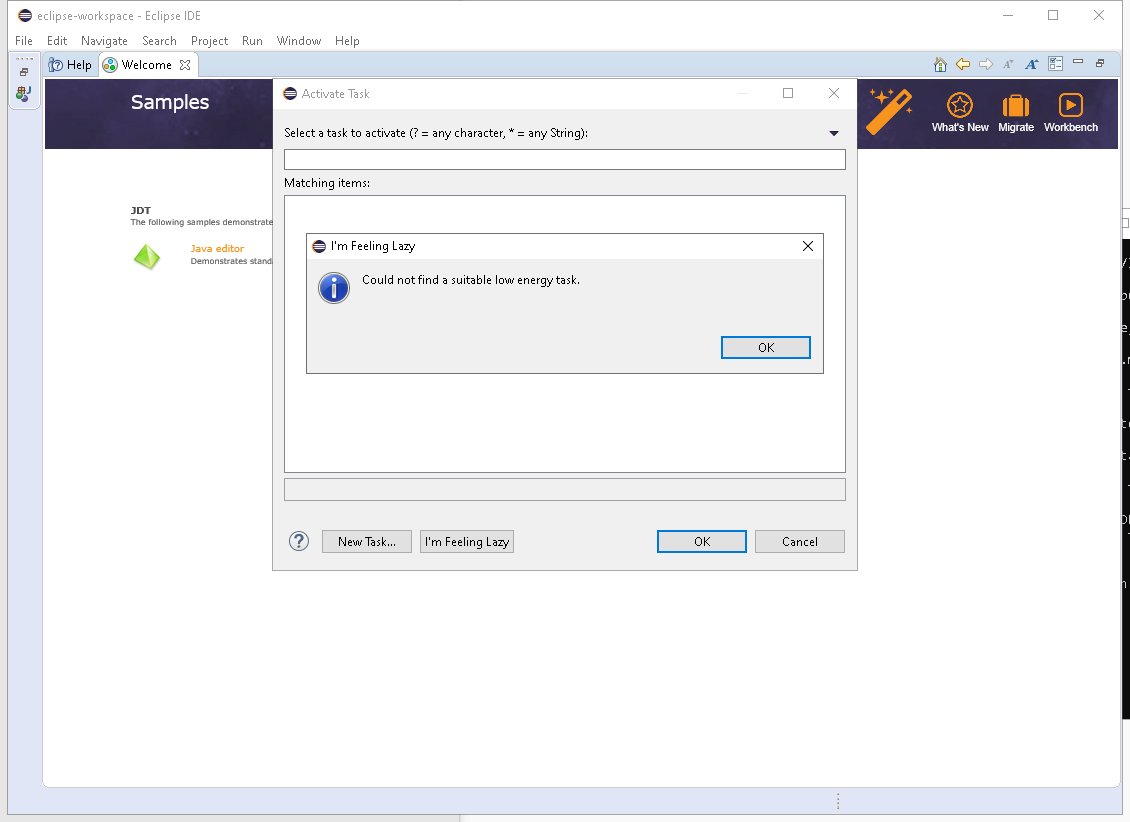 eclipse-workspace - Eclipse IDE
File Edit Navigate Search Project Run Window Help
Help Welcome
Samples
What's New Migrate Workbench
Activate Task
Select a task to activate (? = any character, * = any String):
Matching items:
JDT
The following samples demonstrate
Java editor
Demonstrates stand
I'm Feeling Lazy
Could not find a suitable low energy task.
OK
New Task... I'm Feeling Lazy OK Cancel